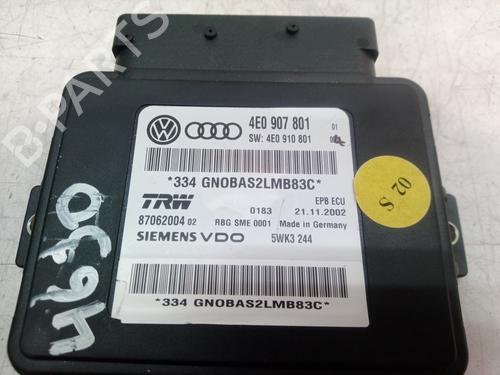 4E0 907 801 01
SW: 4E0 910 801
*334 GNOBAS2LMB83C*
TRW
EPB ECU
0183 21.11.2002
87062004 02 RBG SME 0001 Made in Germany
SIEMENS VDO 5WK3 244
*334 GNOBAS2LMB83C*
02 S
4690
B-PARTS